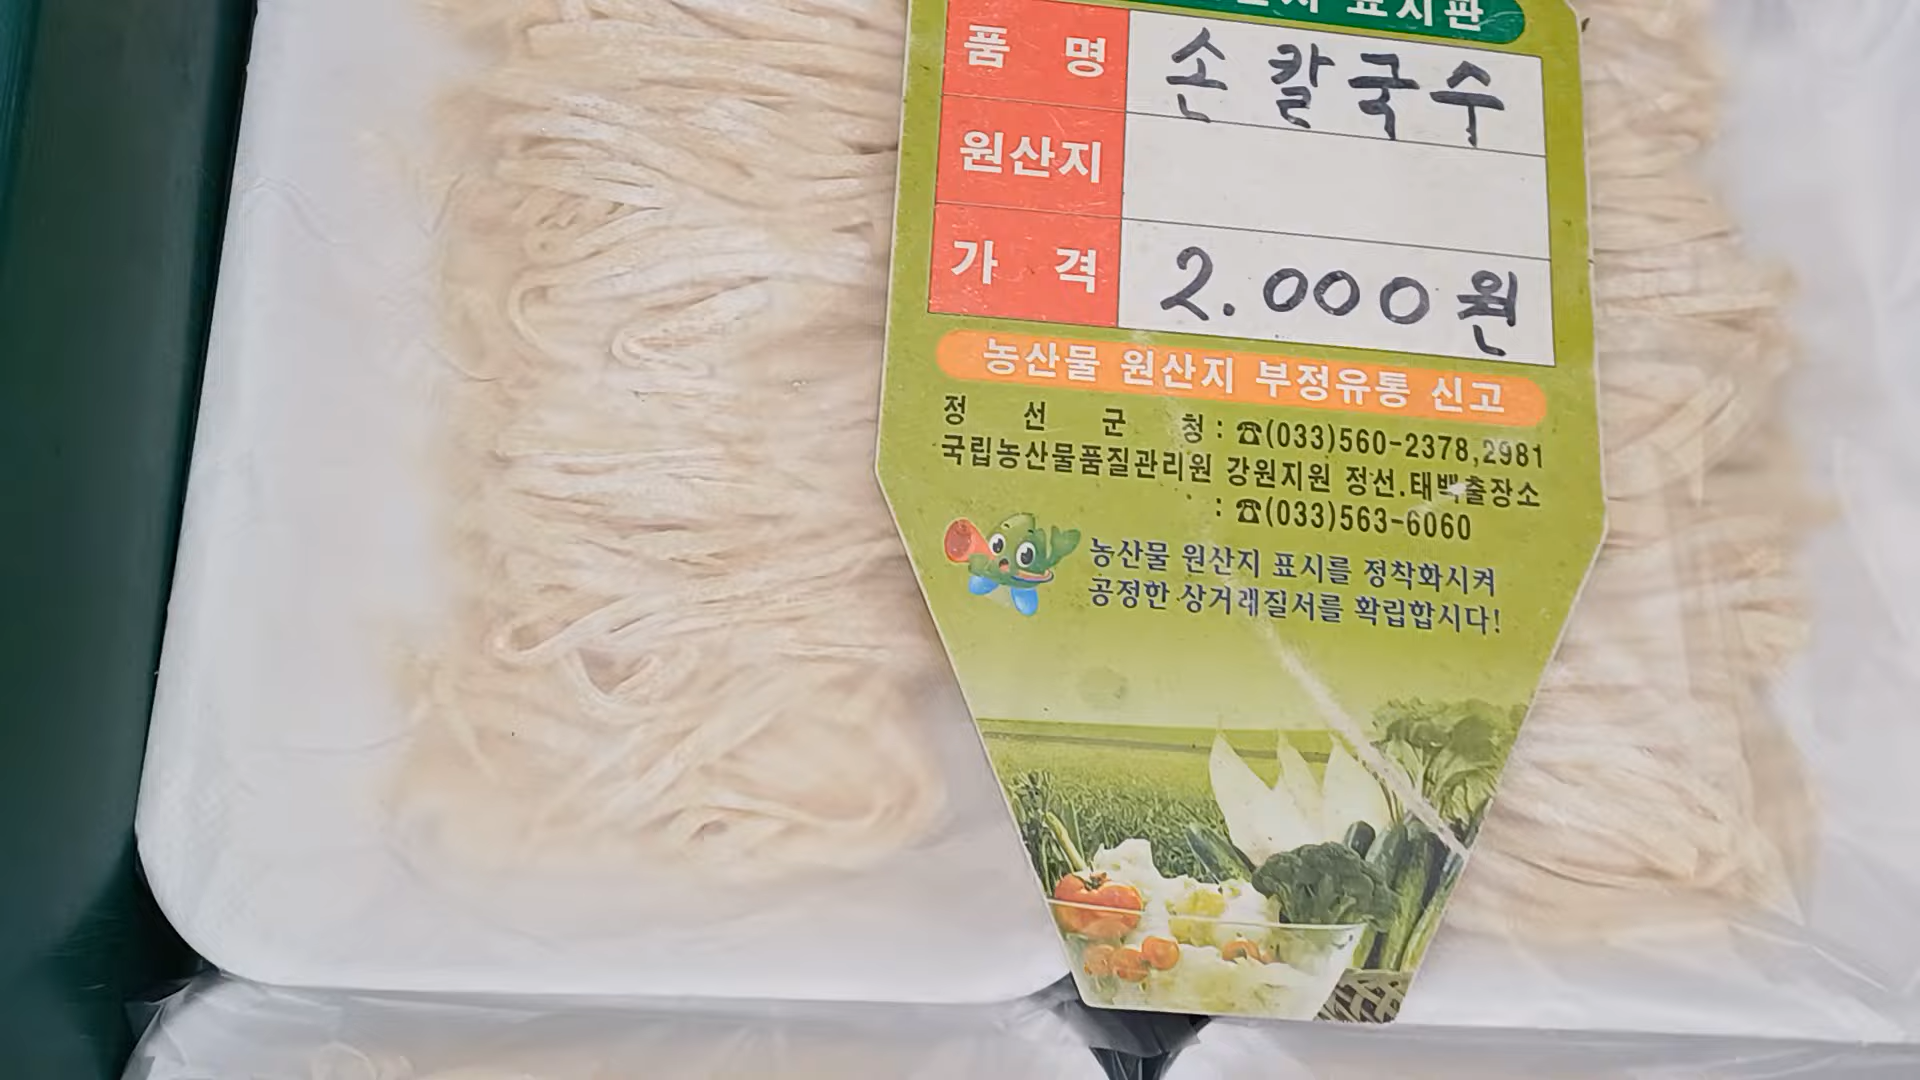 표시판
품 명 손칼국수
원산지
가 격 2.000원
농산물 원산지 부정유통 신고
정 선 군 청 : ☎(033)560-2378,2981
국립농산물품질관리원 강원지원 정선.태백출장소
: ☎(033)563-6060
농산물 원산지 표시를 정착화시켜
공정한 상거래질서를 확립합시다!